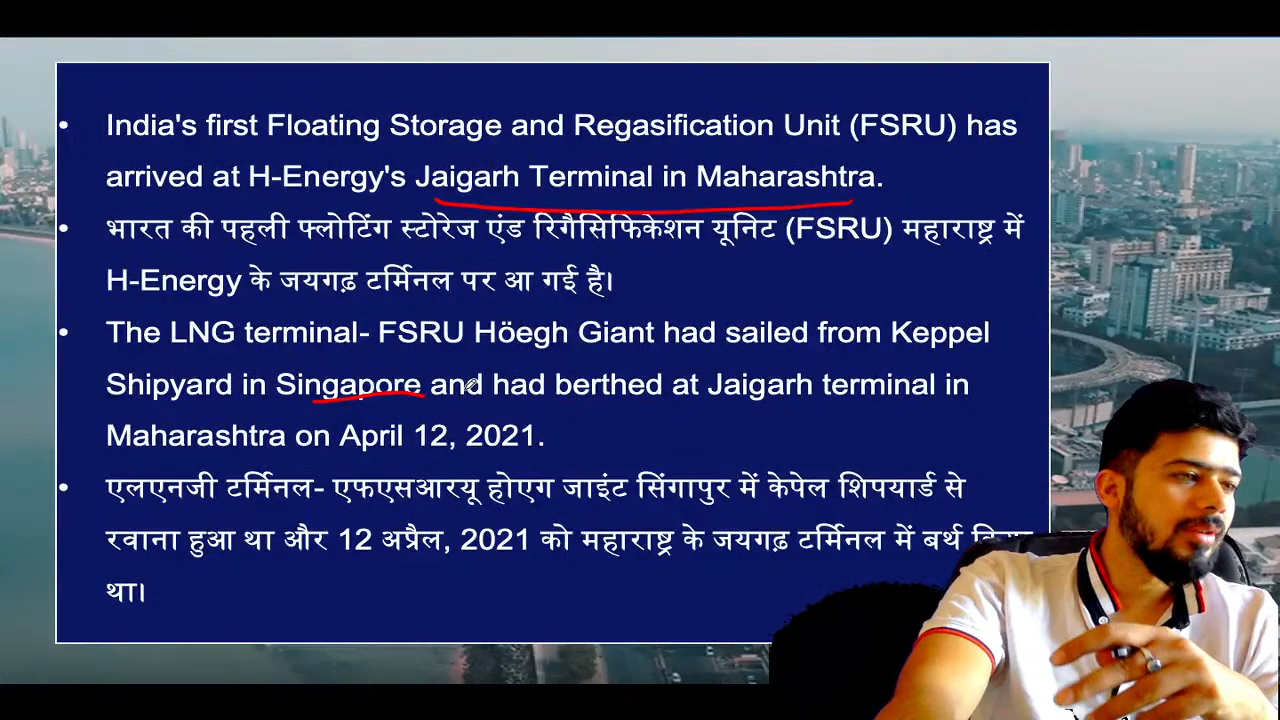 • India's first Floating Storage and Regasification Unit (FSRU) has
arrived at H-Energy's Jaigarh Terminal in Maharashtra.
• भारत की पहली फ्लोटिंग स्टोरेज एंड रिगैसिफिकेशन यूनिट (FSRU) महाराष्ट्र में
H-Energy के जयगढ़ टर्मिनल पर आ गई है।
• The LNG terminal- FSRU Höegh Giant had sailed from Keppel
Shipyard in Singapore and had berthed at Jaigarh terminal in
Maharashtra on April 12, 2021.
• एलएनजी टर्मिनल- एफएसआरयू होएग जाइंट सिंगापुर में केपेल शिपयार्ड से
रवाना हुआ था और 12 अप्रैल, 2021 को महाराष्ट्र के जयगढ़ टर्मिनल में बर्थ
था।